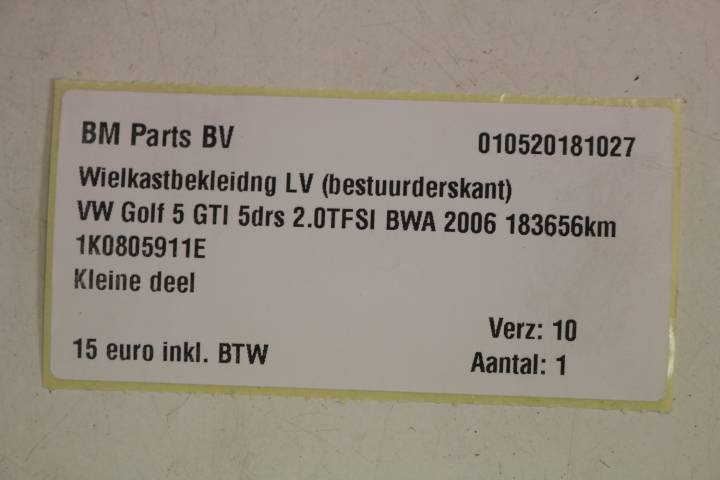 BM Parts BV 010520181027
Wielkastbekleidng LV (bestuurderskant)
VW Golf 5 GTI 5drs 2.0TFSI BWA 2006 183656km
1K0805911E
Kleine deel
Verz: 10
15 euro inkl. BTW Aantal: 1